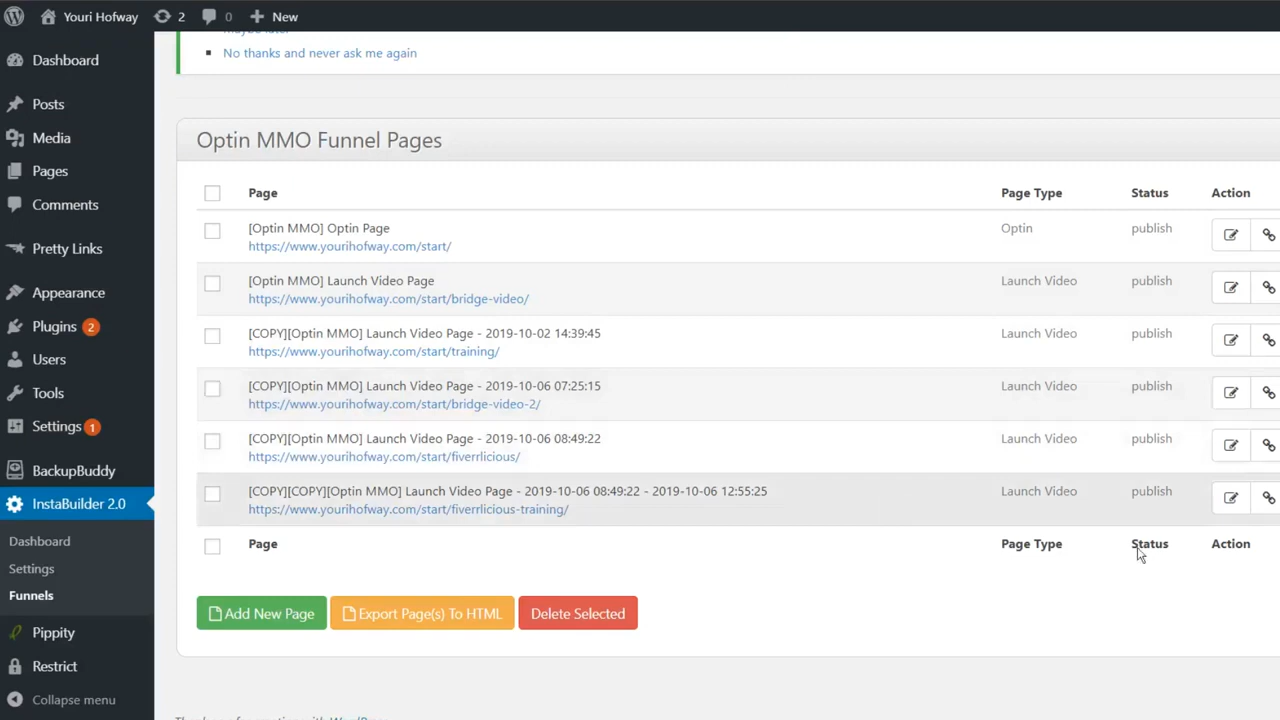 Youri Hofway
2
0
New
Dashboard
Posts
Media
Pages
Comments
Pretty Links
Appearance
Plugins 2
Users
Tools
Settings 1
BackupBuddy
InstaBuilder 2.0
Dashboard
Settings
Funnels
Pippity
Restrict
Collapse menu
maybe later
No thanks and never ask me again
Optin MMO Funnel Pages
Page Page Type Status Action
[Optin MMO] Optin Page Optin publish
https://www.yourihofway.com/start/
[Optin MMO] Launch Video Page Launch Video publish
https://www.yourihofway.com/start/bridge-video/
[COPY][Optin MMO] Launch Video Page - 2019-10-02 14:39:45 Launch Video publish
https://www.yourihofway.com/start/training/
[COPY][Optin MMO] Launch Video Page - 2019-10-06 07:25:15 Launch Video publish
https://www.yourihofway.com/start/bridge-video-2/
[COPY][Optin MMO] Launch Video Page - 2019-10-06 08:49:22 Launch Video publish
https://www.yourihofway.com/start/fiverrlicious/
[COPY][COPY][Optin MMO] Launch Video Page - 2019-10-06 08:49:22 - 2019-10-06 12:55:25 Launch Video publish
https://www.yourihofway.com/start/fiverrlicious-training/
Page Page Type Status Action
Add New Page Export Page(s) To HTML Delete Selected